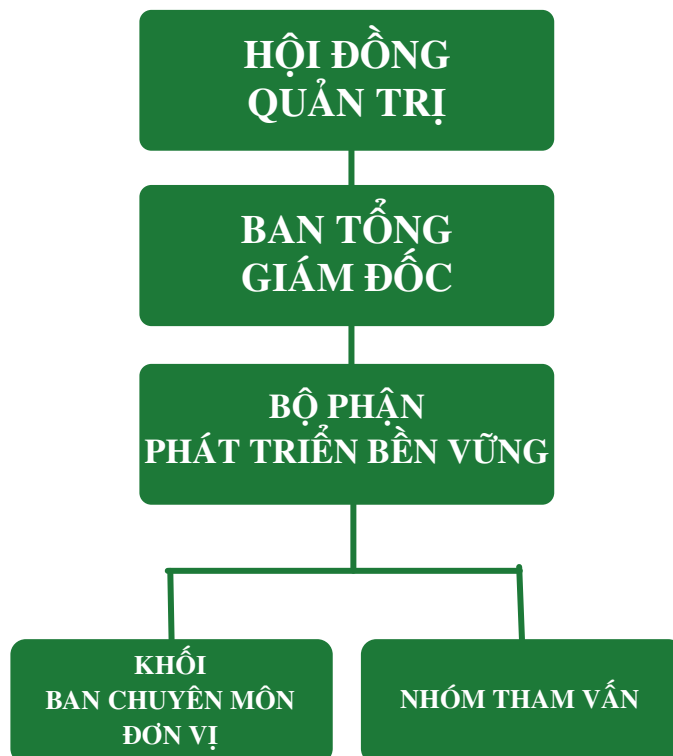 HỘI ĐỒNG
QUẢN TRỊ
BAN TỔNG
GIÁM ĐỐC
BỘ PHẬN
PHÁT TRIỂN BỀN VỮNG
KHỐI
BAN CHUYÊN MÔN
ĐƠN VỊ
NHÓM THAM VẤN